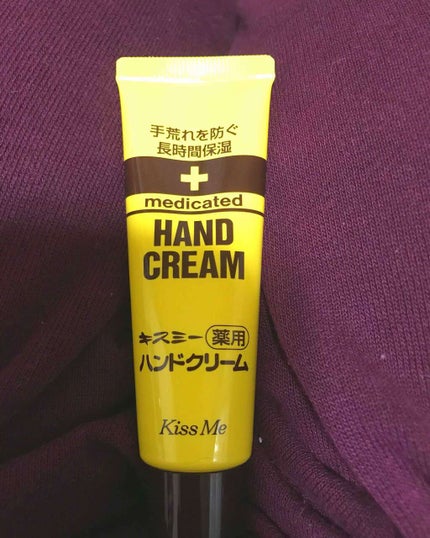 手荒れを防ぐ
長時間保湿
medicated
HAND
CREAM
キスミー 薬用
ハンドクリーム
Kiss Me